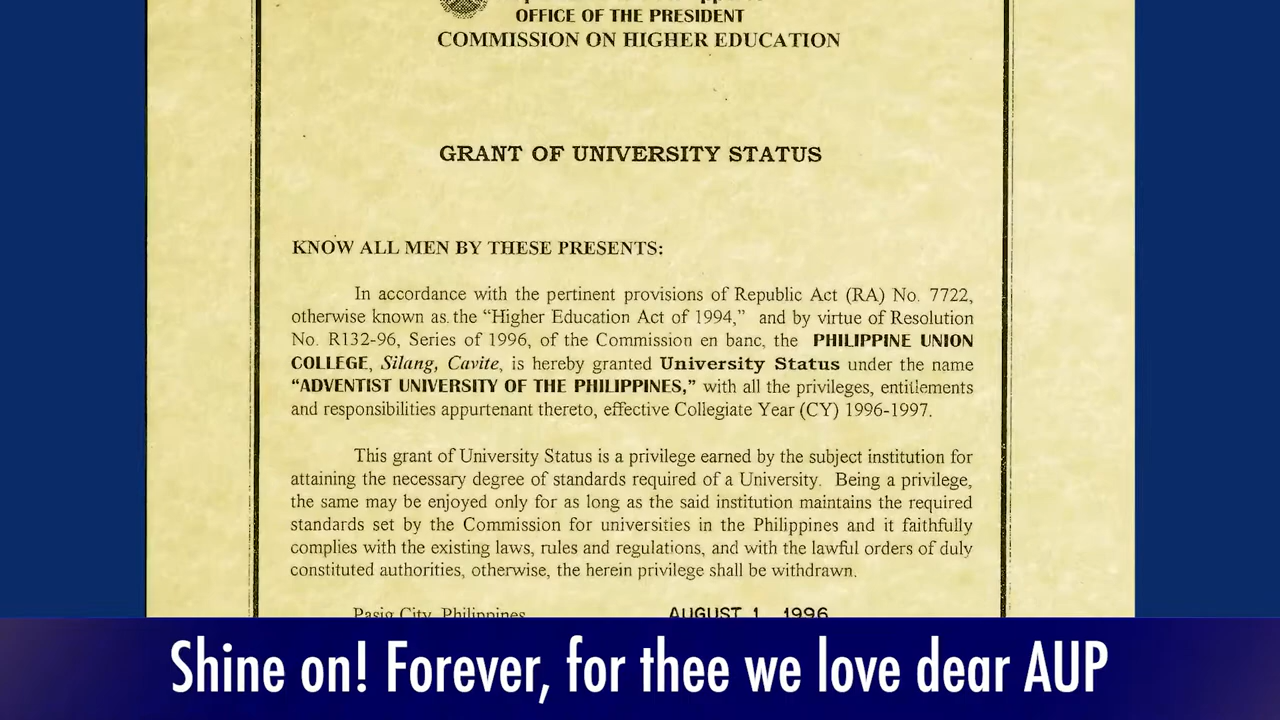 OFFICE OF THE PRESIDENT
COMMISSION ON HIGHER EDUCATION
GRANT OF UNIVERSITY STATUS
KNOW ALL MEN BY THESE PRESENTS:
In accordance with the pertinent provisions of Republic Act (RA) No. 7722,
otherwise known as the “Higher Education Act of 1994,” and by virtue of Resolution
No. R132-96, Series of 1996, of the Commission en banc, the PHILIPPINE UNION
COLLEGE, Silang, Cavite, is hereby granted University Status under the name
“ADVENTIST UNIVERSITY OF THE PHILIPPINES,” with all the privileges, entitlements
and responsibilities appurtenant thereto, effective Collegiate Year (CY) 1996-1997.
This grant of University Status is a privilege earned by the subject institution for
attaining the necessary degree of standards required of a University. Being a privilege,
the same may be enjoyed only for as long as the said institution maintains the required
standards set by the Commission for universities in the Philippines and it faithfully
complies with the existing laws, rules and regulations, and with the lawful orders of duly
constituted authorities, otherwise, the herein privilege shall be withdrawn.
Pasig City, Philippines AUGUST 1, 1996
Shine on! Forever, for thee we love dear AUP